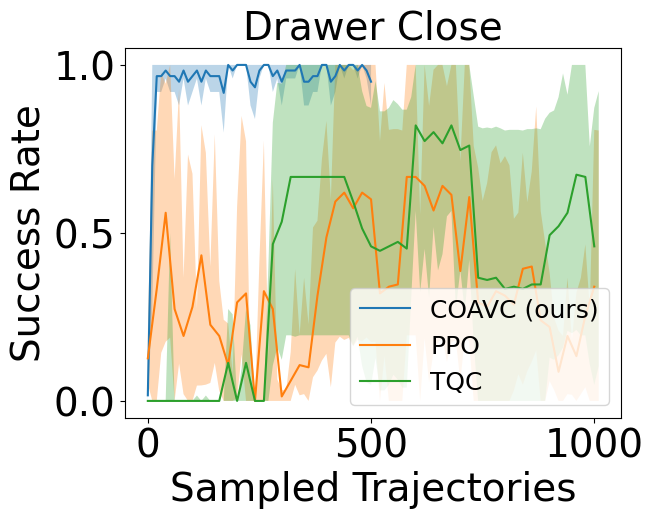 Drawer Close
Success Rate
1.0
0.5
0.0
COAVC (ours)
PPO
TQC
0
500
1000
Sampled Trajectories